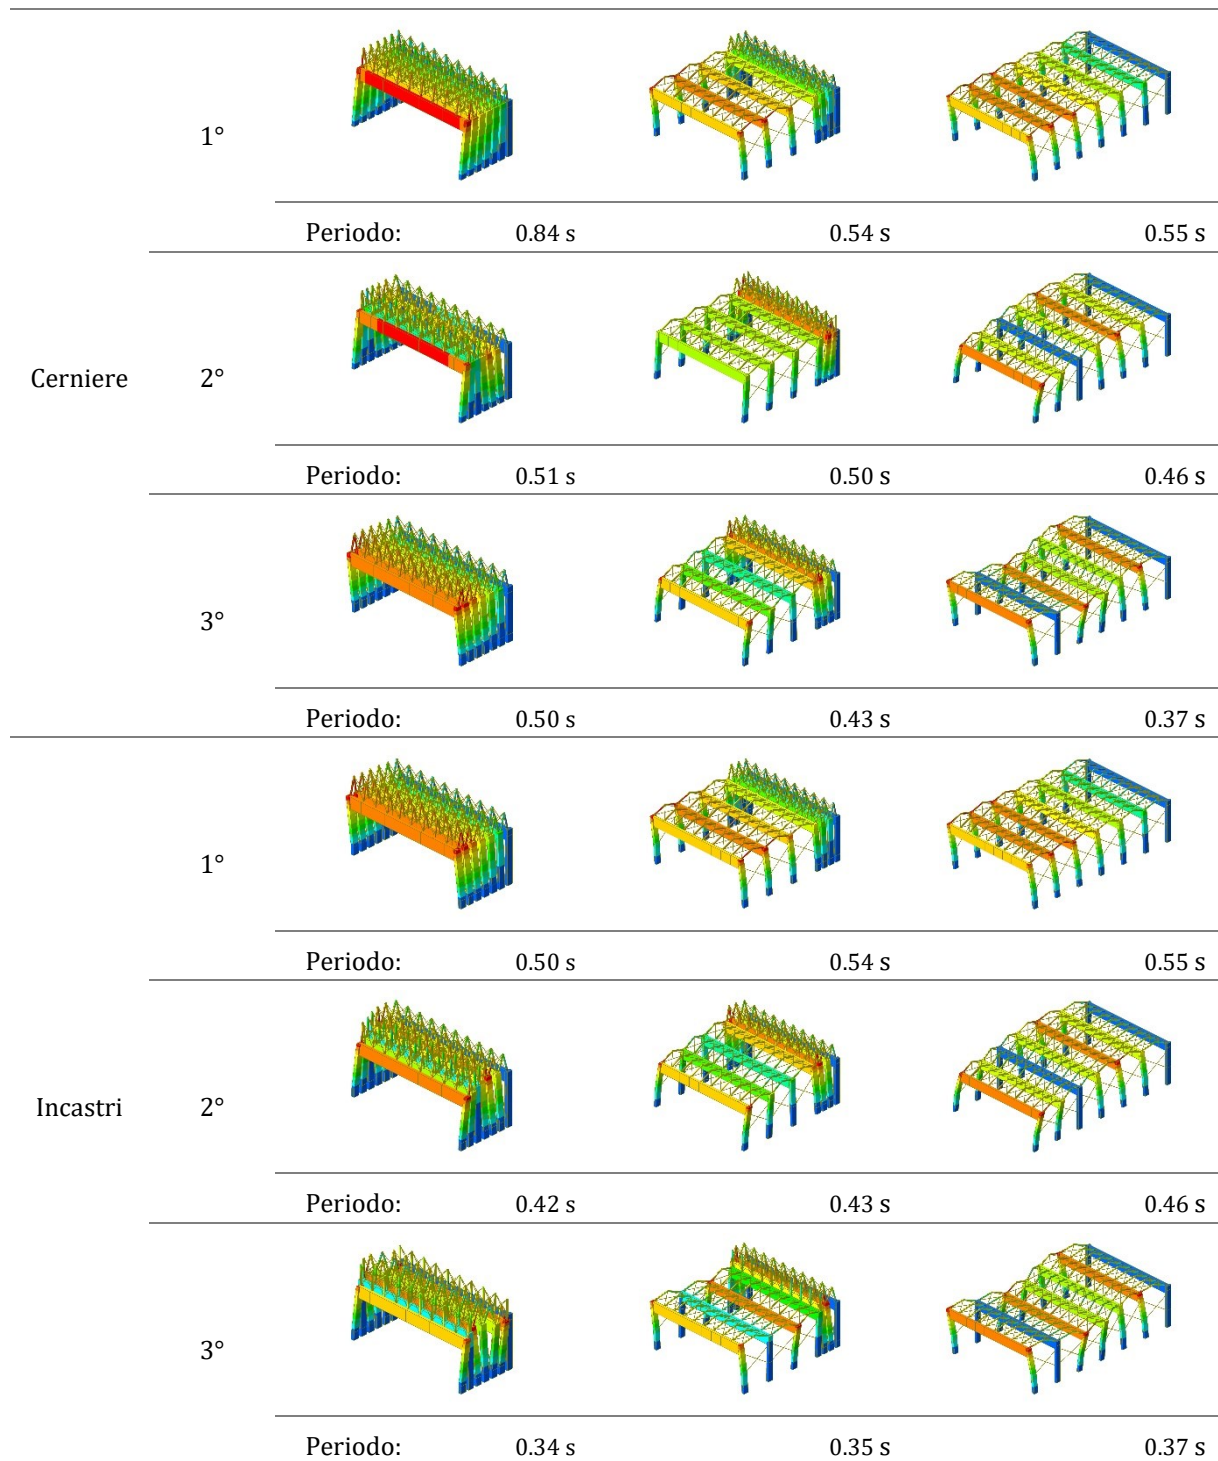 1°
Periodo: 0.84 s 0.54 s 0.55 s
Cerniere 2°
Periodo: 0.51 s 0.50 s 0.46 s
3°
Periodo: 0.50 s 0.43 s 0.37 s
1°
Periodo: 0.50 s 0.54 s 0.55 s
Incastri 2°
Periodo: 0.42 s 0.43 s 0.46 s
3°
Periodo: 0.34 s 0.35 s 0.37 s